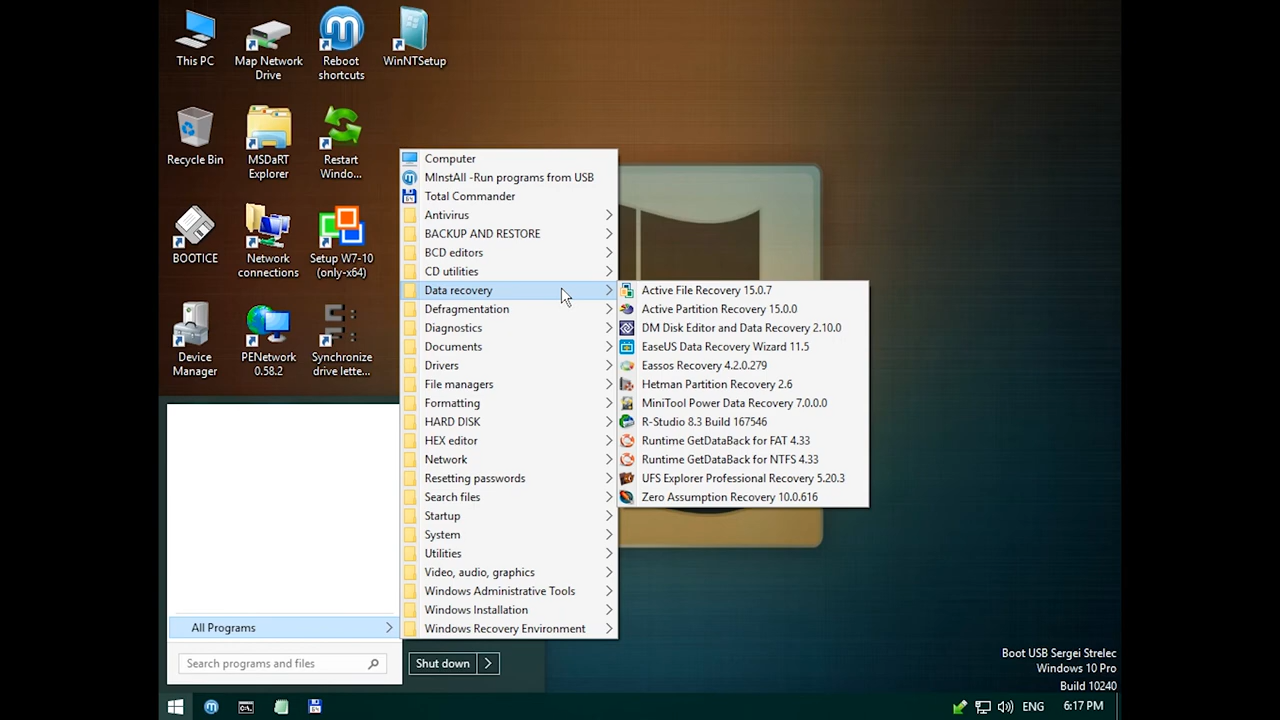 This PC
Map Network
Drive
Reboot
shortcuts
WinNTSetup
Recycle Bin
MSDaRT
Explorer
Restart
Windo...
BOOTICE
Network
connections
Setup W7-10
(only-x64)
Device
Manager
PENetwork
0.58.2
Synchronize
drive lette...
Computer
MInstAll -Run programs from USB
Total Commander
Antivirus
BACKUP AND RESTORE
BCD editors
CD utilities
Data recovery
Defragmentation
Diagnostics
Documents
Drivers
File managers
Formatting
HARD DISK
HEX editor
Network
Resetting passwords
Search files
Startup
System
Utilities
Video, audio, graphics
Windows Administrative Tools
Windows Installation
Windows Recovery Environment
Active File Recovery 15.0.7
Active Partition Recovery 15.0.0
DM Disk Editor and Data Recovery 2.10.0
EaseUS Data Recovery Wizard 11.5
Eassos Recovery 4.2.0.279
Hetman Partition Recovery 2.6
MiniTool Power Data Recovery 7.0.0.0
R-Studio 8.3 Build 167546
Runtime GetDataBack for FAT 4.33
Runtime GetDataBack for NTFS 4.33
UFS Explorer Professional Recovery 5.20.3
Zero Assumption Recovery 10.0.616
All Programs
Search programs and files
Shut down
Boot USB Sergei Strelec
Windows 10 Pro
Build 10240
ENG
6:17 PM